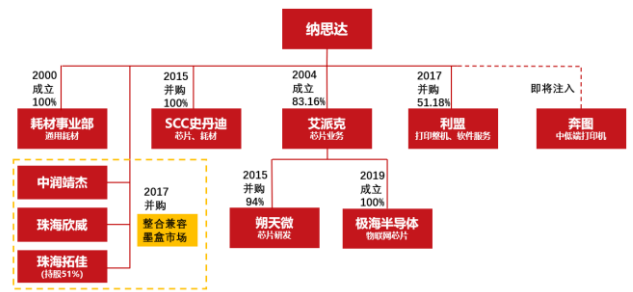 纳思达
2000
成立
100%
2015
并购
100%
2004
成立
83.16%
2017
并购
51.18%
即将注入
耗材事业部
通用耗材
SCC史丹迪
芯片、耗材
艾派克
芯片业务
利盟
打印整机、软件服务
奔图
中低端打印机
中润靖杰
珠海欣威
珠海拓佳
(持股51%)
2017
并购
整合兼容
墨盒市场
2015
并购
94%
2019
成立
100%
朔天微
芯片研发
极海半导体
物联网芯片